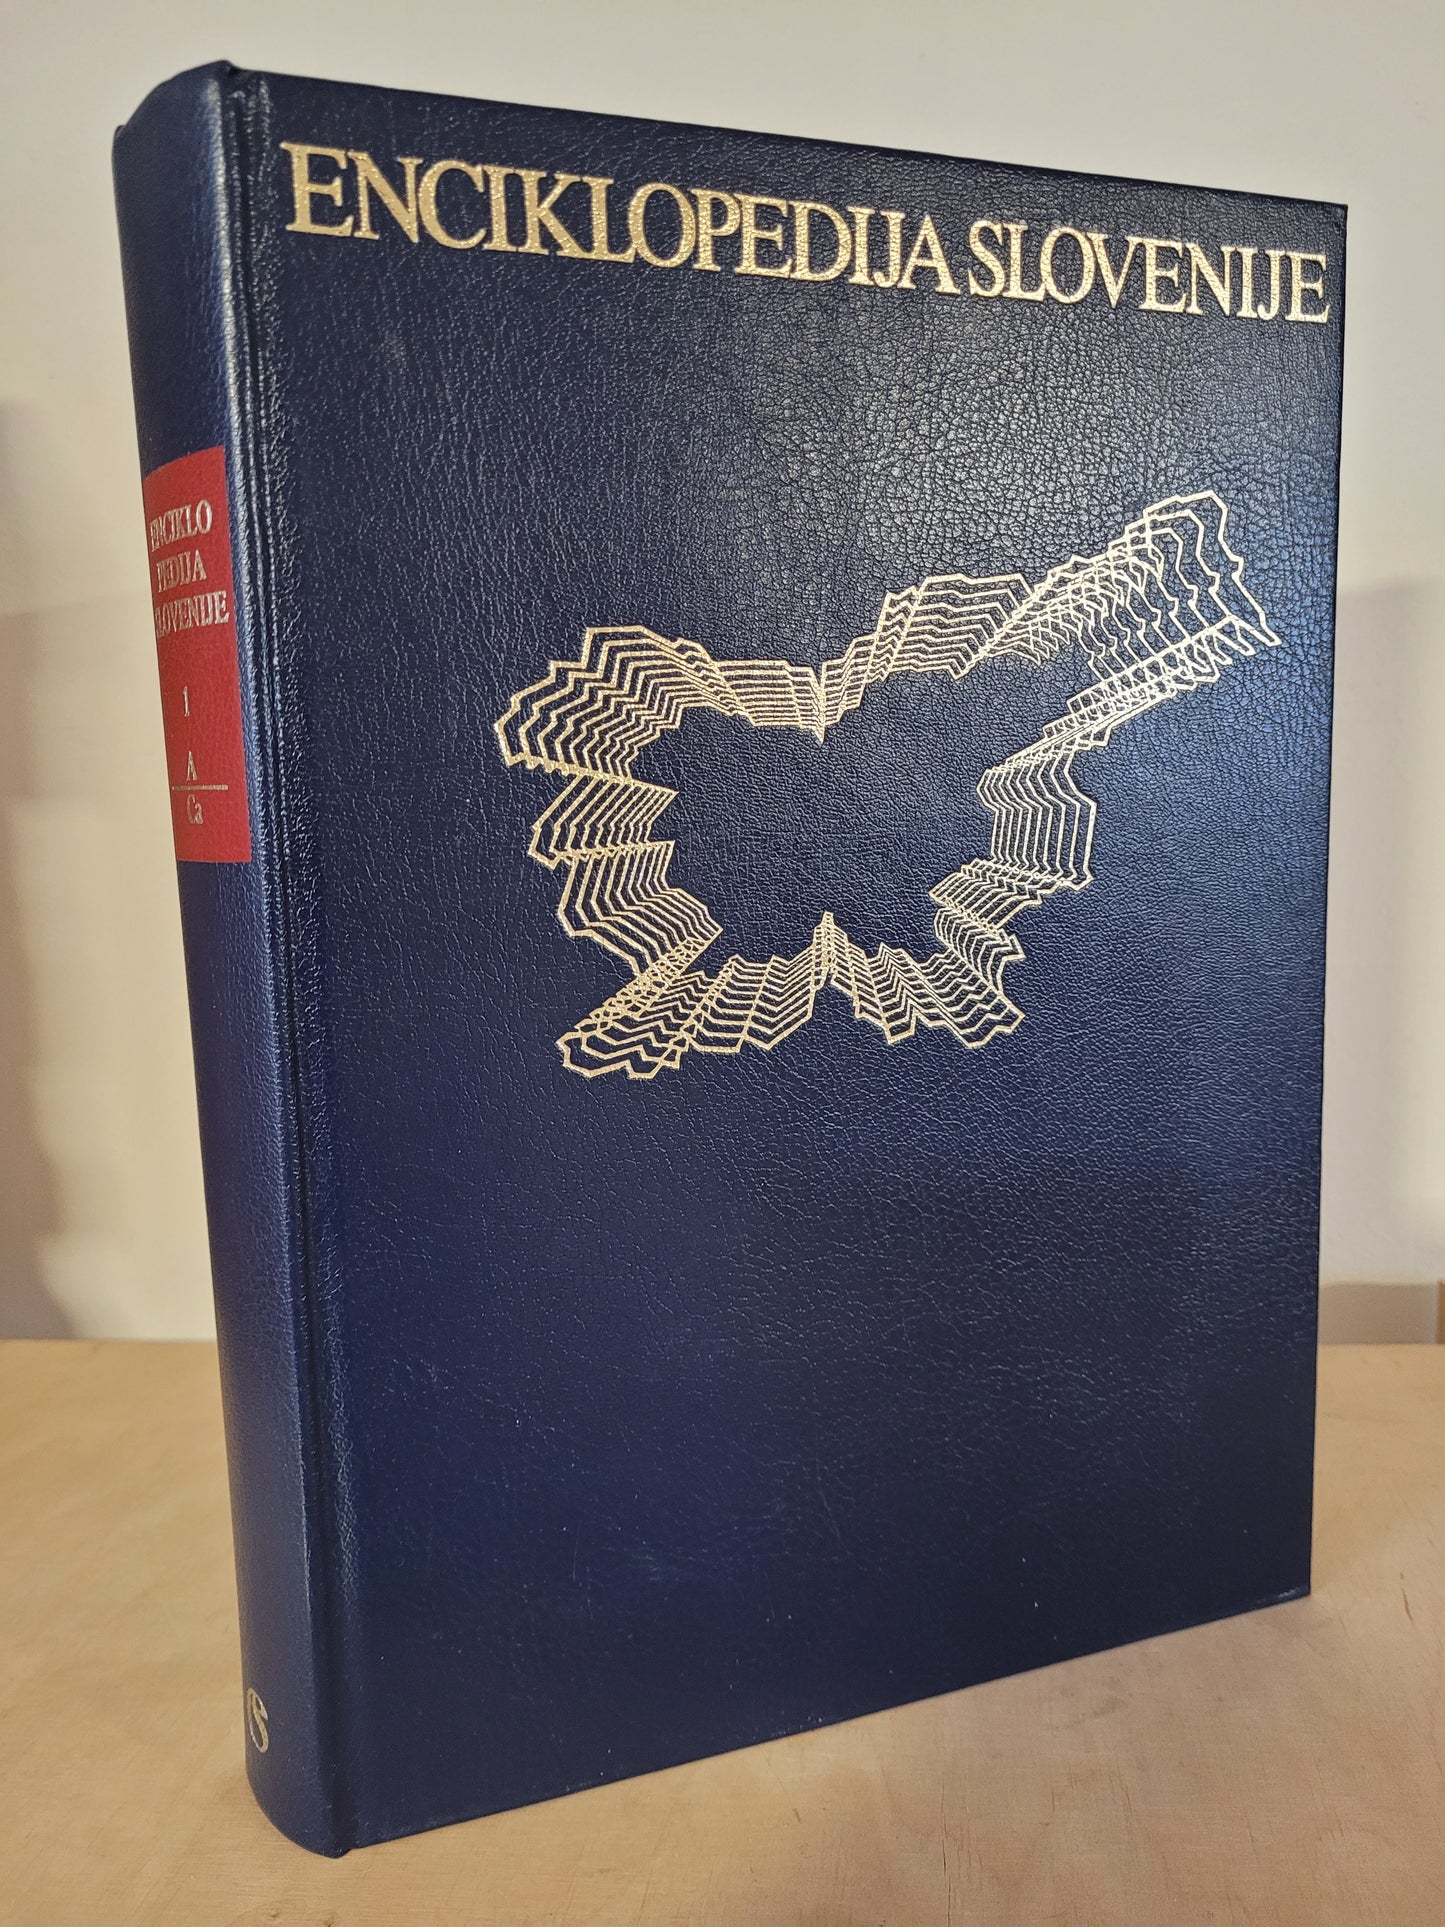 ENCIKLOPEDIJA SLOVENIJE
ENCIKLO
PEDIJA
SLOVENIJE
1
A
Ca